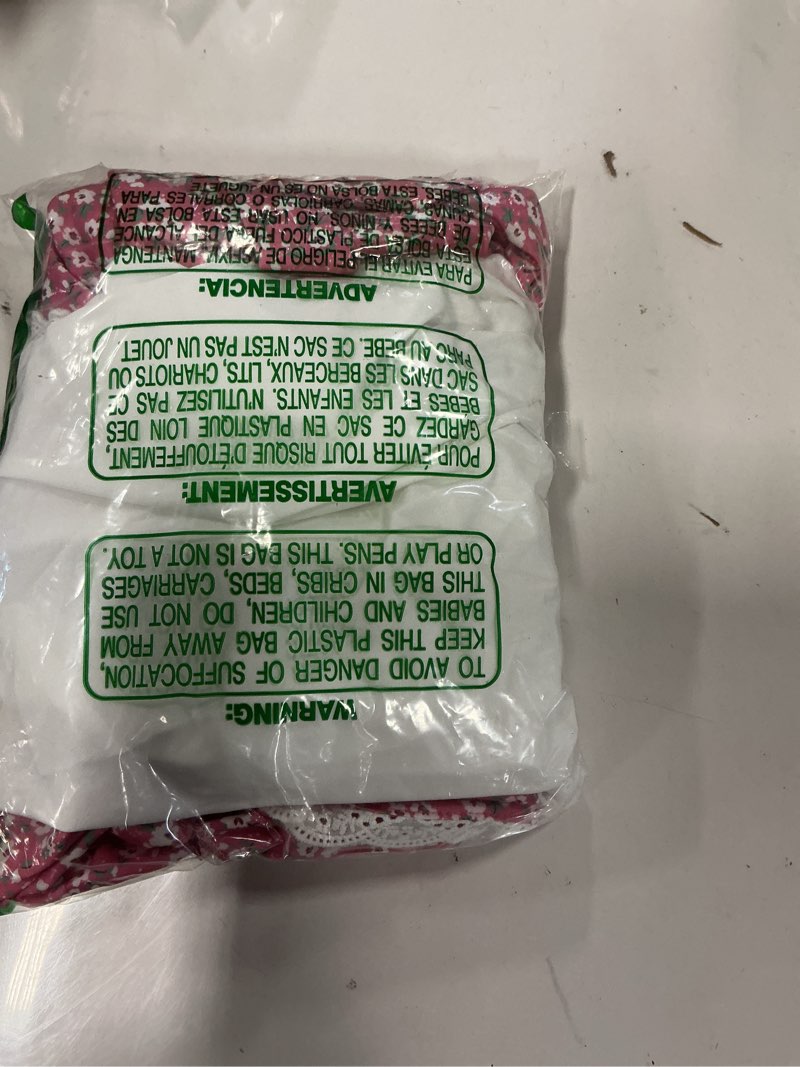 WARNING:
TO AVOID DANGER OF SUFFOCATION,
KEEP THIS PLASTIC BAG AWAY FROM
BABIES AND CHILDREN, DO NOT USE
THIS BAG IN CRIBS, BEDS, CARRIAGES
OR PLAY PENS. THIS BAG IS NOT A TOY.
AVERTISSEMENT:
POUR ÉVITER TOUT RISQUE D'ÉTOUFFEMENT,
GARDEZ CE SAC EN PLASTIQUE LOIN DES
BEBES ET LES ENFANTS. N'UTILISEZ PAS CE
SAC DANS LES BERCEAUX, LITS, CHARIOTS OU
PARC AU BEBE. CE SAC N'EST PAS UN JOUET.
ADVERTENCIA:
PARA EVITAR EL PELIGRO DE ASFIXIA MANTENGA
ESTA BOLSA DE PLASTICO FUERA DEL ALCANCE
DE BEBES Y NINOS, NO USAR ESTA BOLSA EN
CUNAS, CAMAS, CARRIOLAS O CORRALES PARA
BEBES. ESTA BOLSA NO ES UN JUGUETE